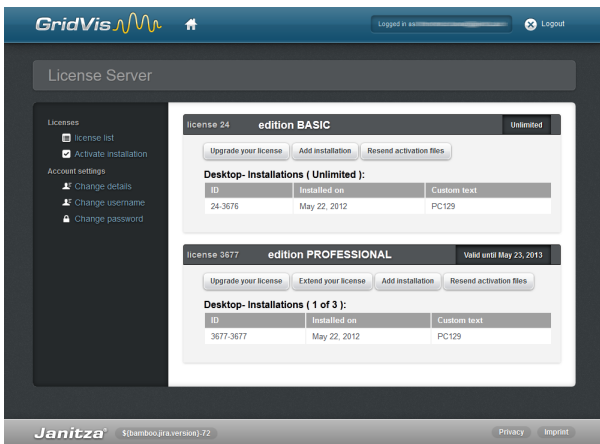 GridVis
Logged in as
Logout
License Server
Licenses
license list
Activate installation
Account settings
Change details
Change username
Change password
license 24 edition BASIC Unlimited
Upgrade your license Add installation Resend activation files
Desktop- Installations ( Unlimited ):
ID Installed on Custom text
24-3676 May 22, 2012 PC129
license 3677 edition PROFESSIONAL Valid until May 23, 2013
Upgrade your license Extend your license Add installation Resend activation files
Desktop- Installations ( 1 of 3 ):
ID Installed on Custom text
3677-3677 May 22, 2012 PC129
Janitza® ${bamboo.jira.version}-72 Privacy Imprint